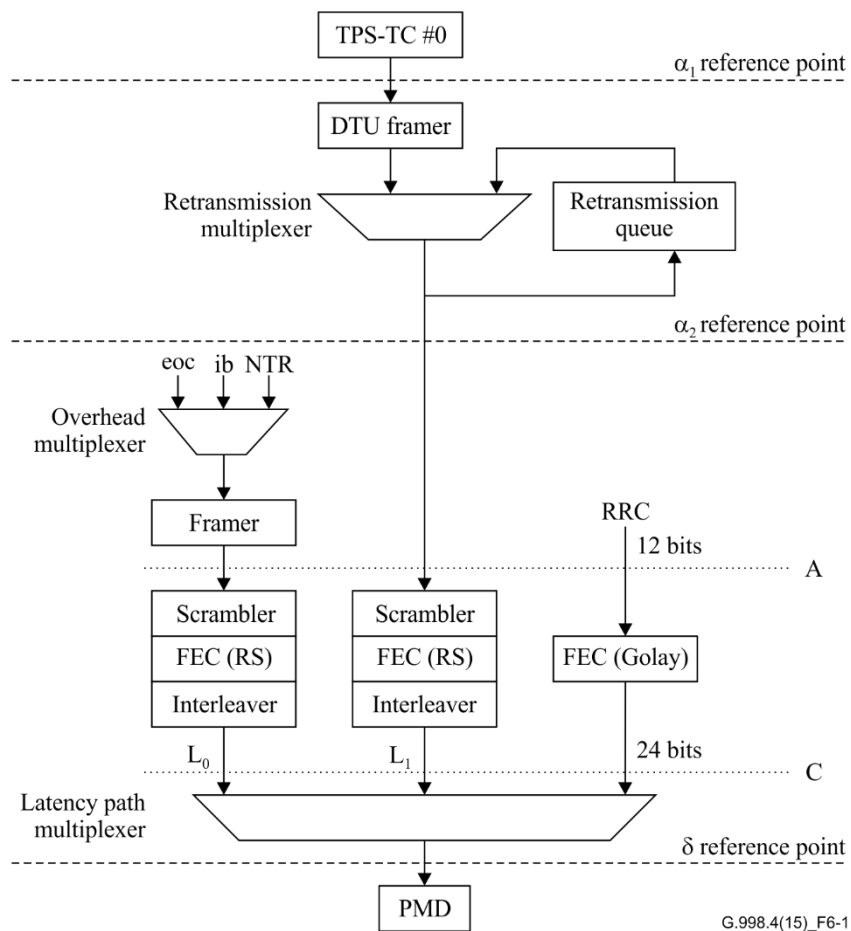 TPS-TC #0
α₁ reference point
DTU framer
Retransmission
multiplexer
Retransmission
queue
α₂ reference point
eoc ib NTR
Overhead
multiplexer
Framer
RRC
12 bits
A
Scrambler
FEC (RS)
Interleaver
Scrambler
FEC (RS)
Interleaver
FEC (Golay)
L₀
L₁
24 bits
C
Latency path
multiplexer
δ reference point
PMD
G.998.4(15)_F6-1